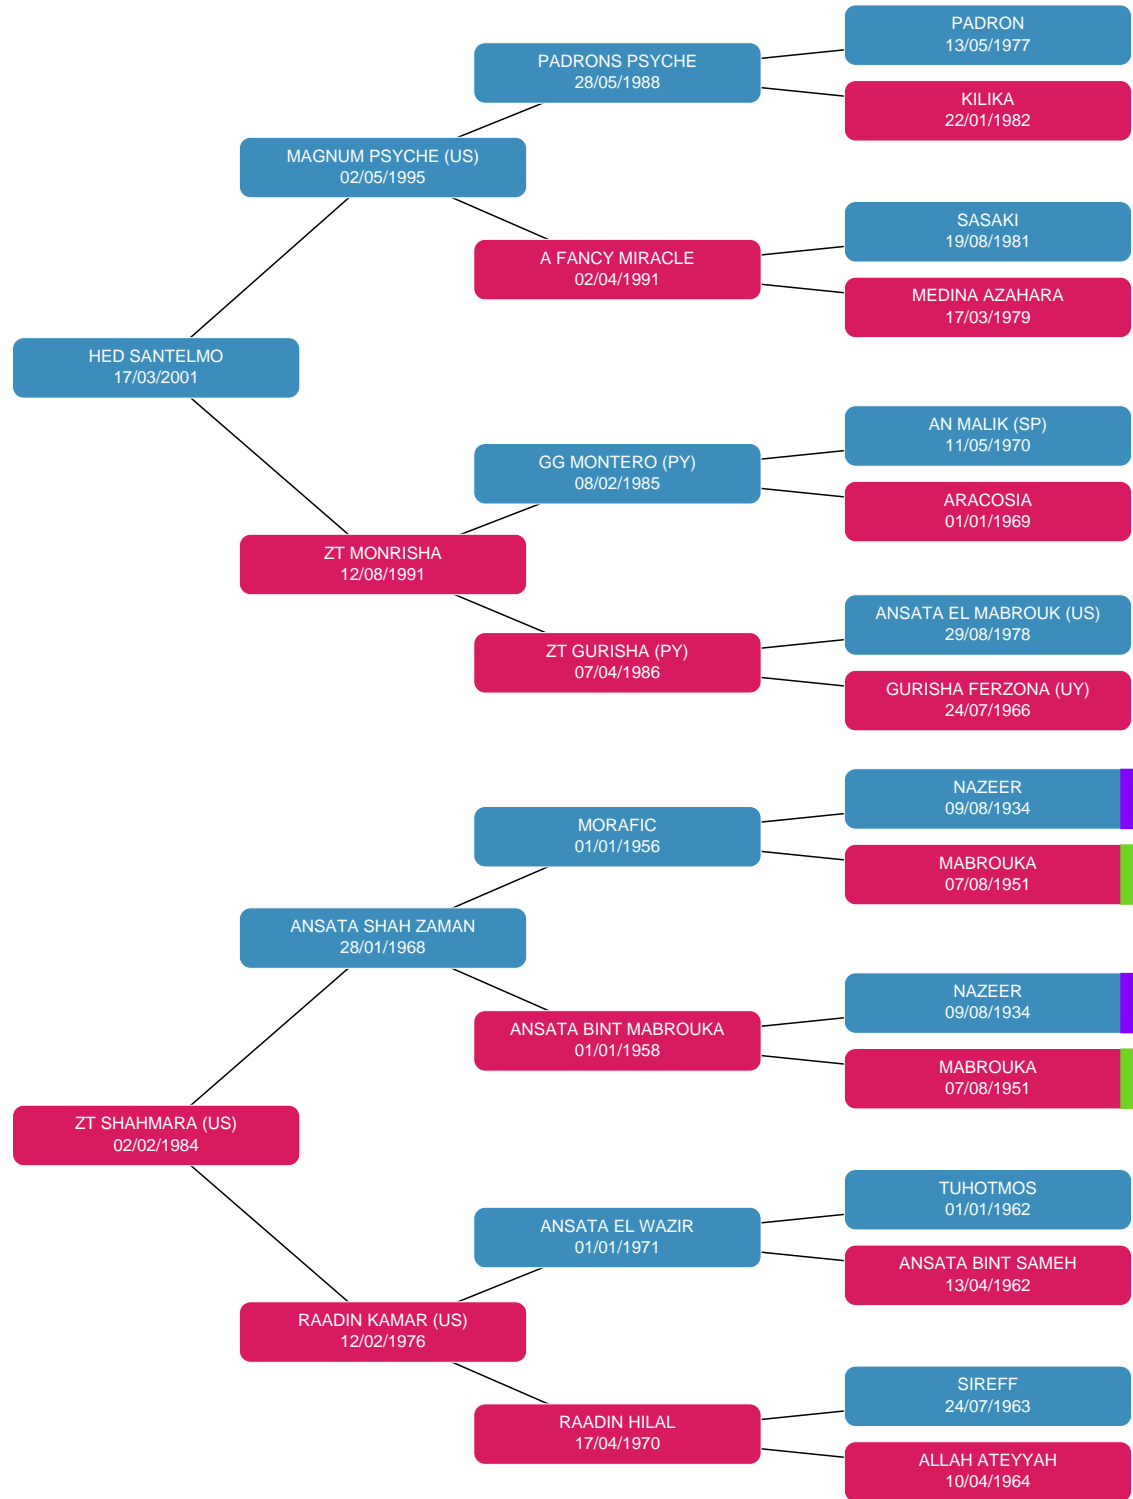 PADRON
13/05/1977
PADRONS PSYCHE
28/05/1988
KILIKA
22/01/1982
MAGNUM PSYCHE (US)
02/05/1995
SASAKI
19/08/1981
A FANCY MIRACLE
02/04/1991
MEDINA AZAHARA
17/03/1979
HED SANTELMO
17/03/2001
AN MALIK (SP)
11/05/1970
GG MONTERO (PY)
08/02/1985
ARACOSIA
01/01/1969
ZT MONRISHA
12/08/1991
ANSATA EL MABROUK (US)
29/08/1978
ZT GURISHA (PY)
07/04/1986
GURISHA FERZONA (UY)
24/07/1966
NAZEER
09/08/1934
MORAFIC
01/01/1956
MABROUKA
07/08/1951
ANSATA SHAH ZAMAN
28/01/1968
NAZEER
09/08/1934
ANSATA BINT MABROUKA
01/01/1958
MABROUKA
07/08/1951
ZT SHAHMARA (US)
02/02/1984
TUHOTMOS
01/01/1962
ANSATA EL WAZIR
01/01/1971
ANSATA BINT SAMEH
13/04/1962
RAADIN KAMAR (US)
12/02/1976
SIREFF
24/07/1963
RAADIN HILAL
17/04/1970
ALLAH ATEYYAH
10/04/1964